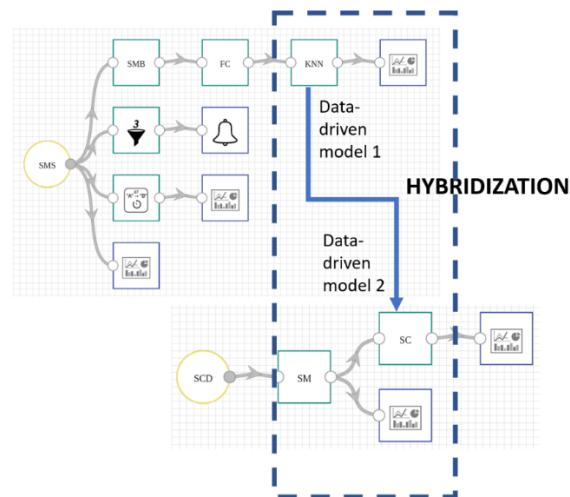 SMB
FC
KNN
3
Data-
driven
model 1
SMS
HYBRIDIZATION
Data-
driven
model 2
SC
SCD
SM